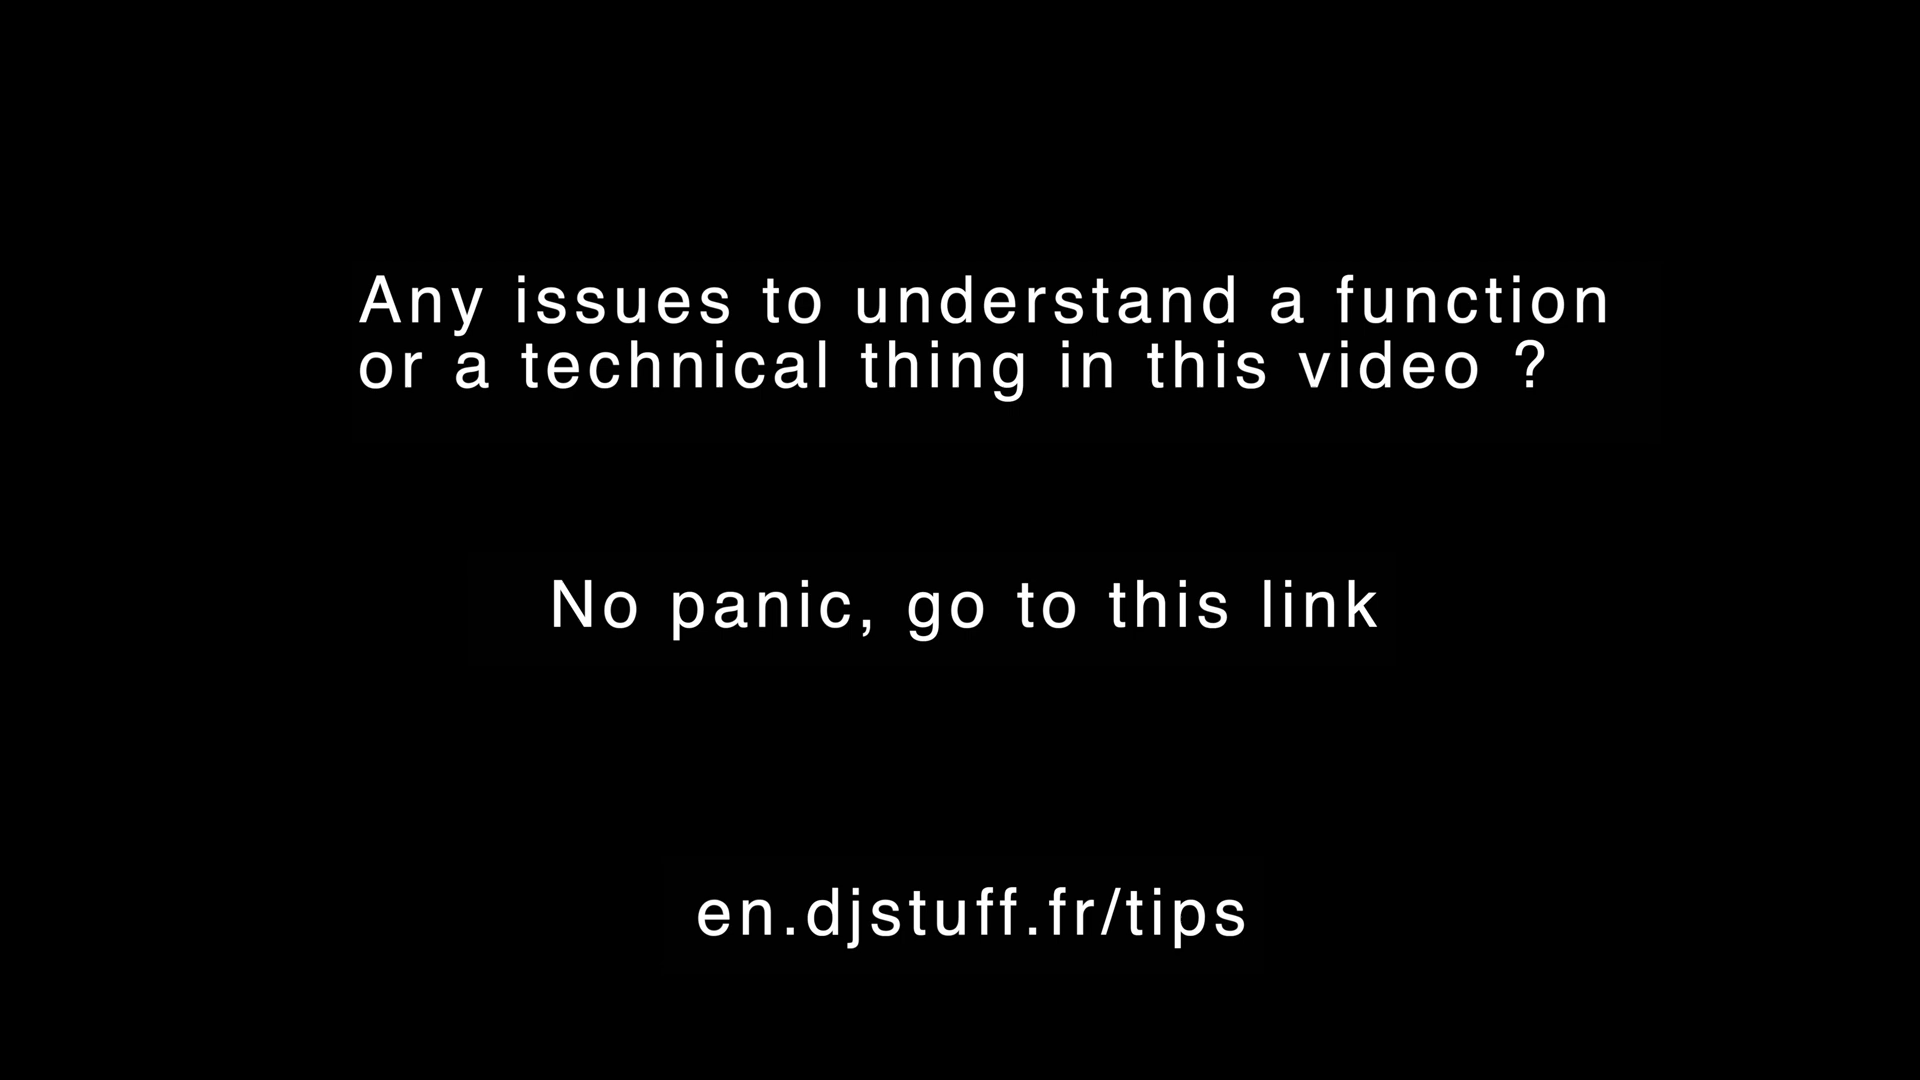 Any issues to understand a function
or a technical thing in this video ?
No panic, go to this link
en.djstuff.fr/tips